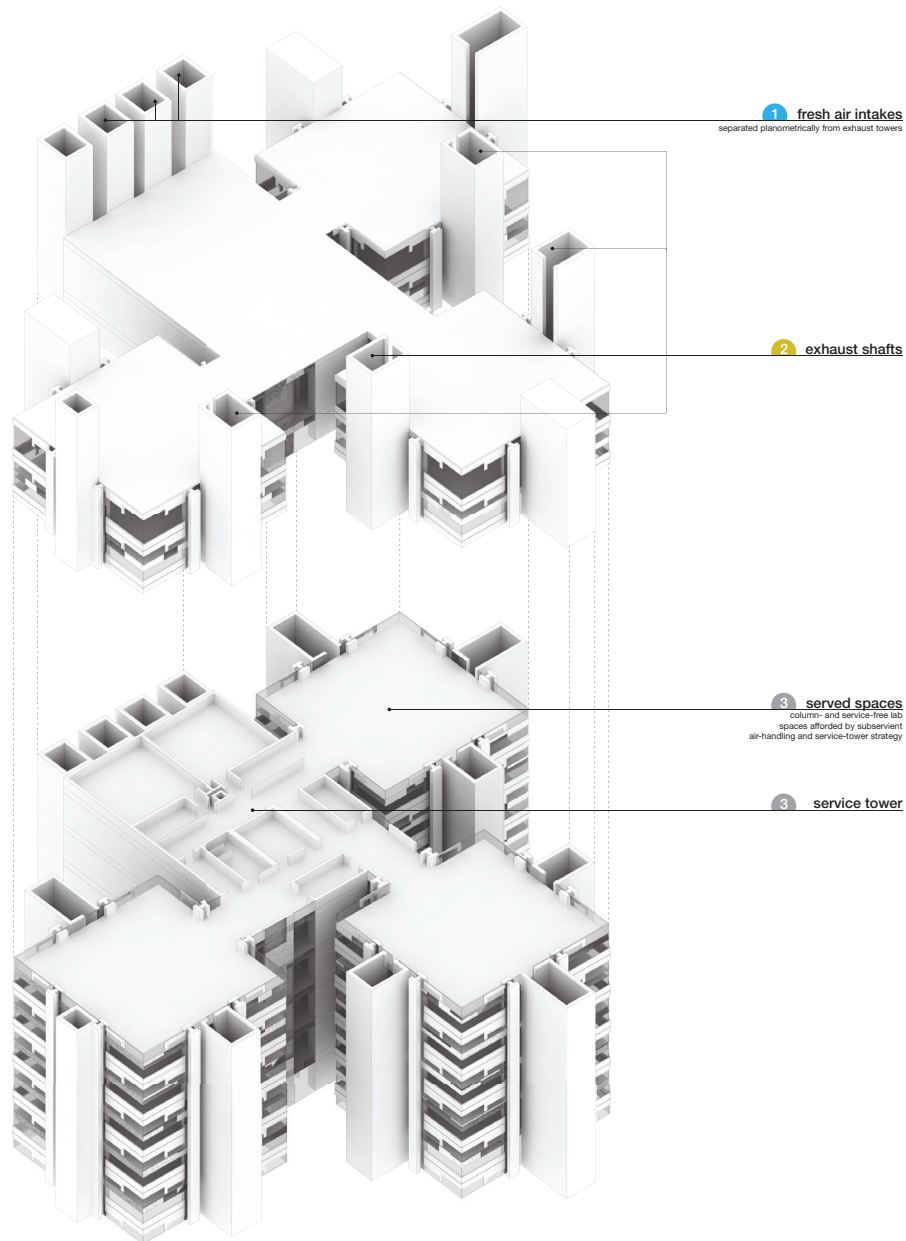 1 fresh air intakes
separated planometrically from exhaust towers
2 exhaust shafts
3 served spaces
column- and service-free lab
spaces afforded by subservient
air-handling and service-tower strategy
3 service tower